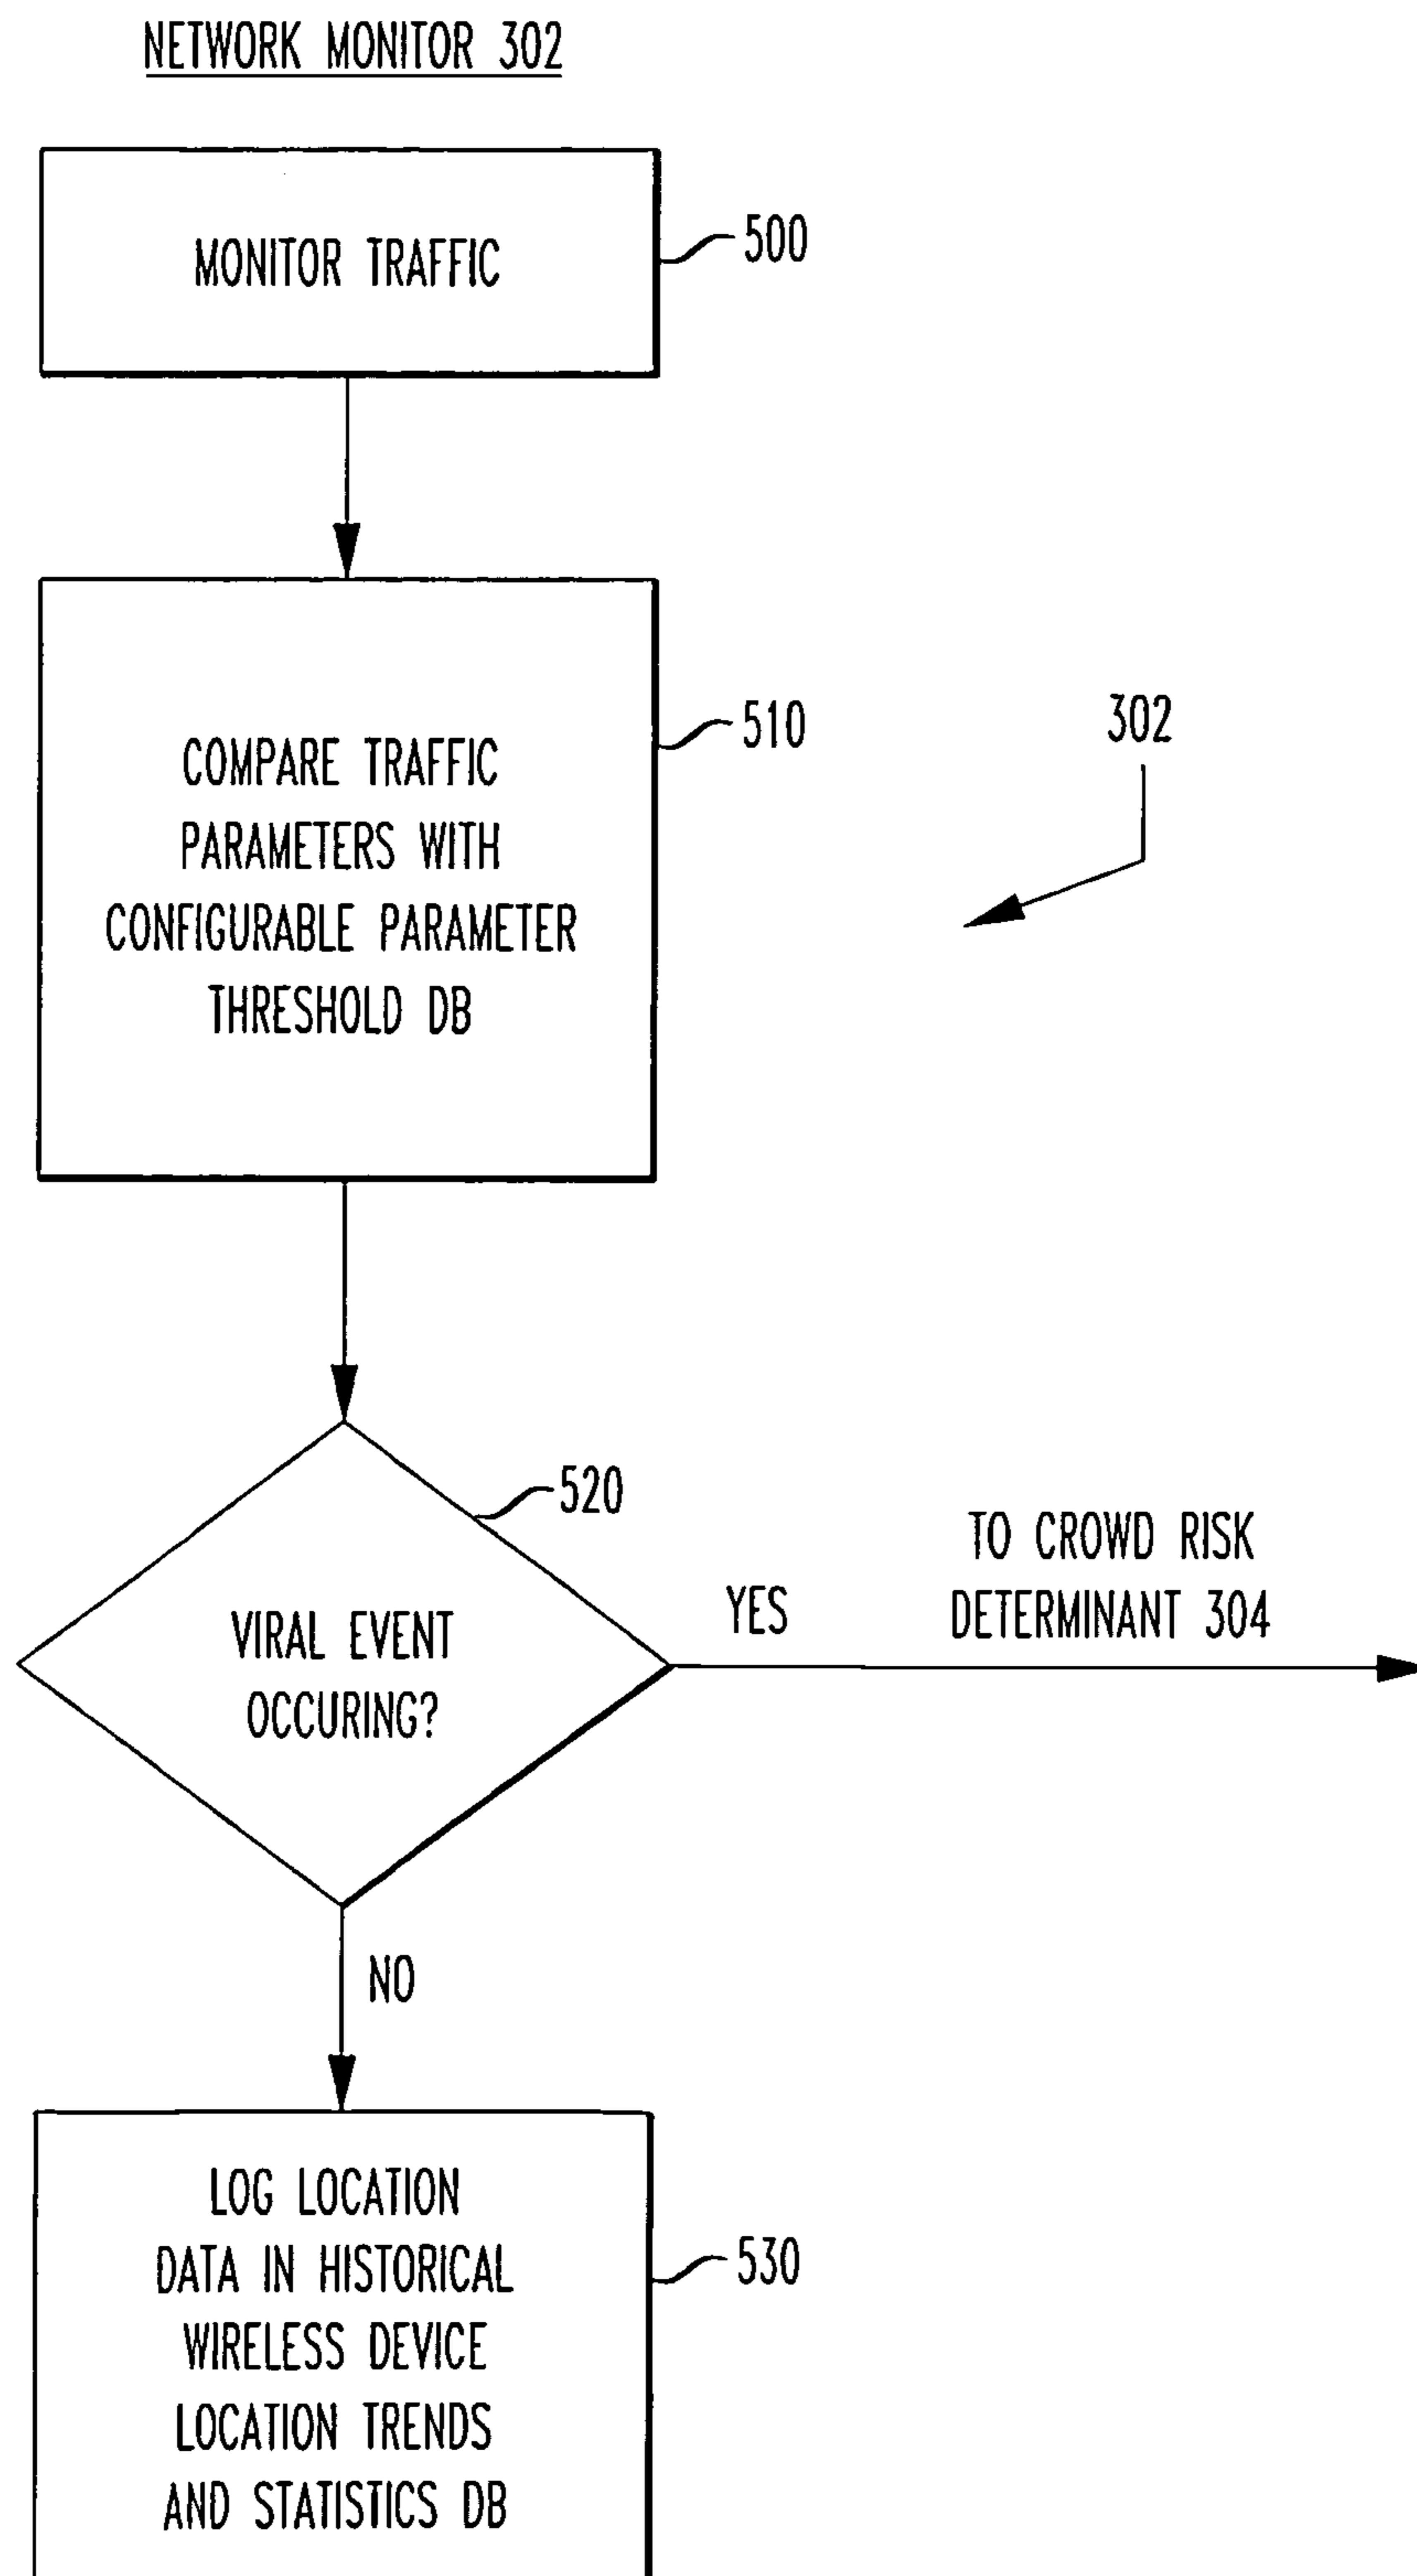 NETWORK MONITOR 302
MONITOR TRAFFIC
500
COMPARE TRAFFIC
PARAMETERS WITH
CONFIGURABLE PARAMETER
THRESHOLD DB
510
302
VIRAL EVENT
OCCURING?
520
YES
TO CROWD RISK
DETERMINANT 304
NO
LOG LOCATION
DATA IN HISTORICAL
WIRELESS DEVICE
LOCATION TRENDS
AND STATISTICS DB
530